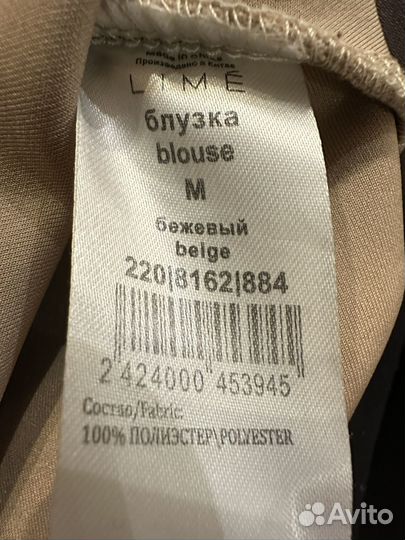 Made in China
Произведено в Китае
LIMÉ
блузка
blouse
M
бежевый
beige
220|8162|884
2 424000 453945
Состав/Fabric:
100% ПОЛИЭСТЕР\POLYESTER
Avito